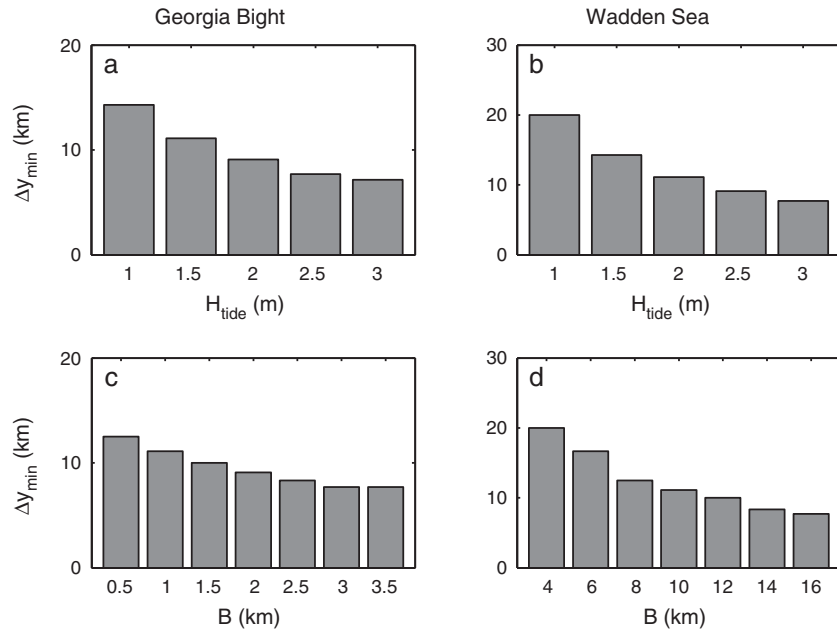 Georgia Bight
Wadden Sea
a
20
10
0
Δy_min (km)
1 1.5 2 2.5 3
H_tide (m)
b
30
20
10
0
1 1.5 2 2.5 3
H_tide (m)
c
20
10
0
Δy_min (km)
0.5 1 1.5 2 2.5 3 3.5
B (km)
d
30
20
10
0
4 6 8 10 12 14 16
B (km)